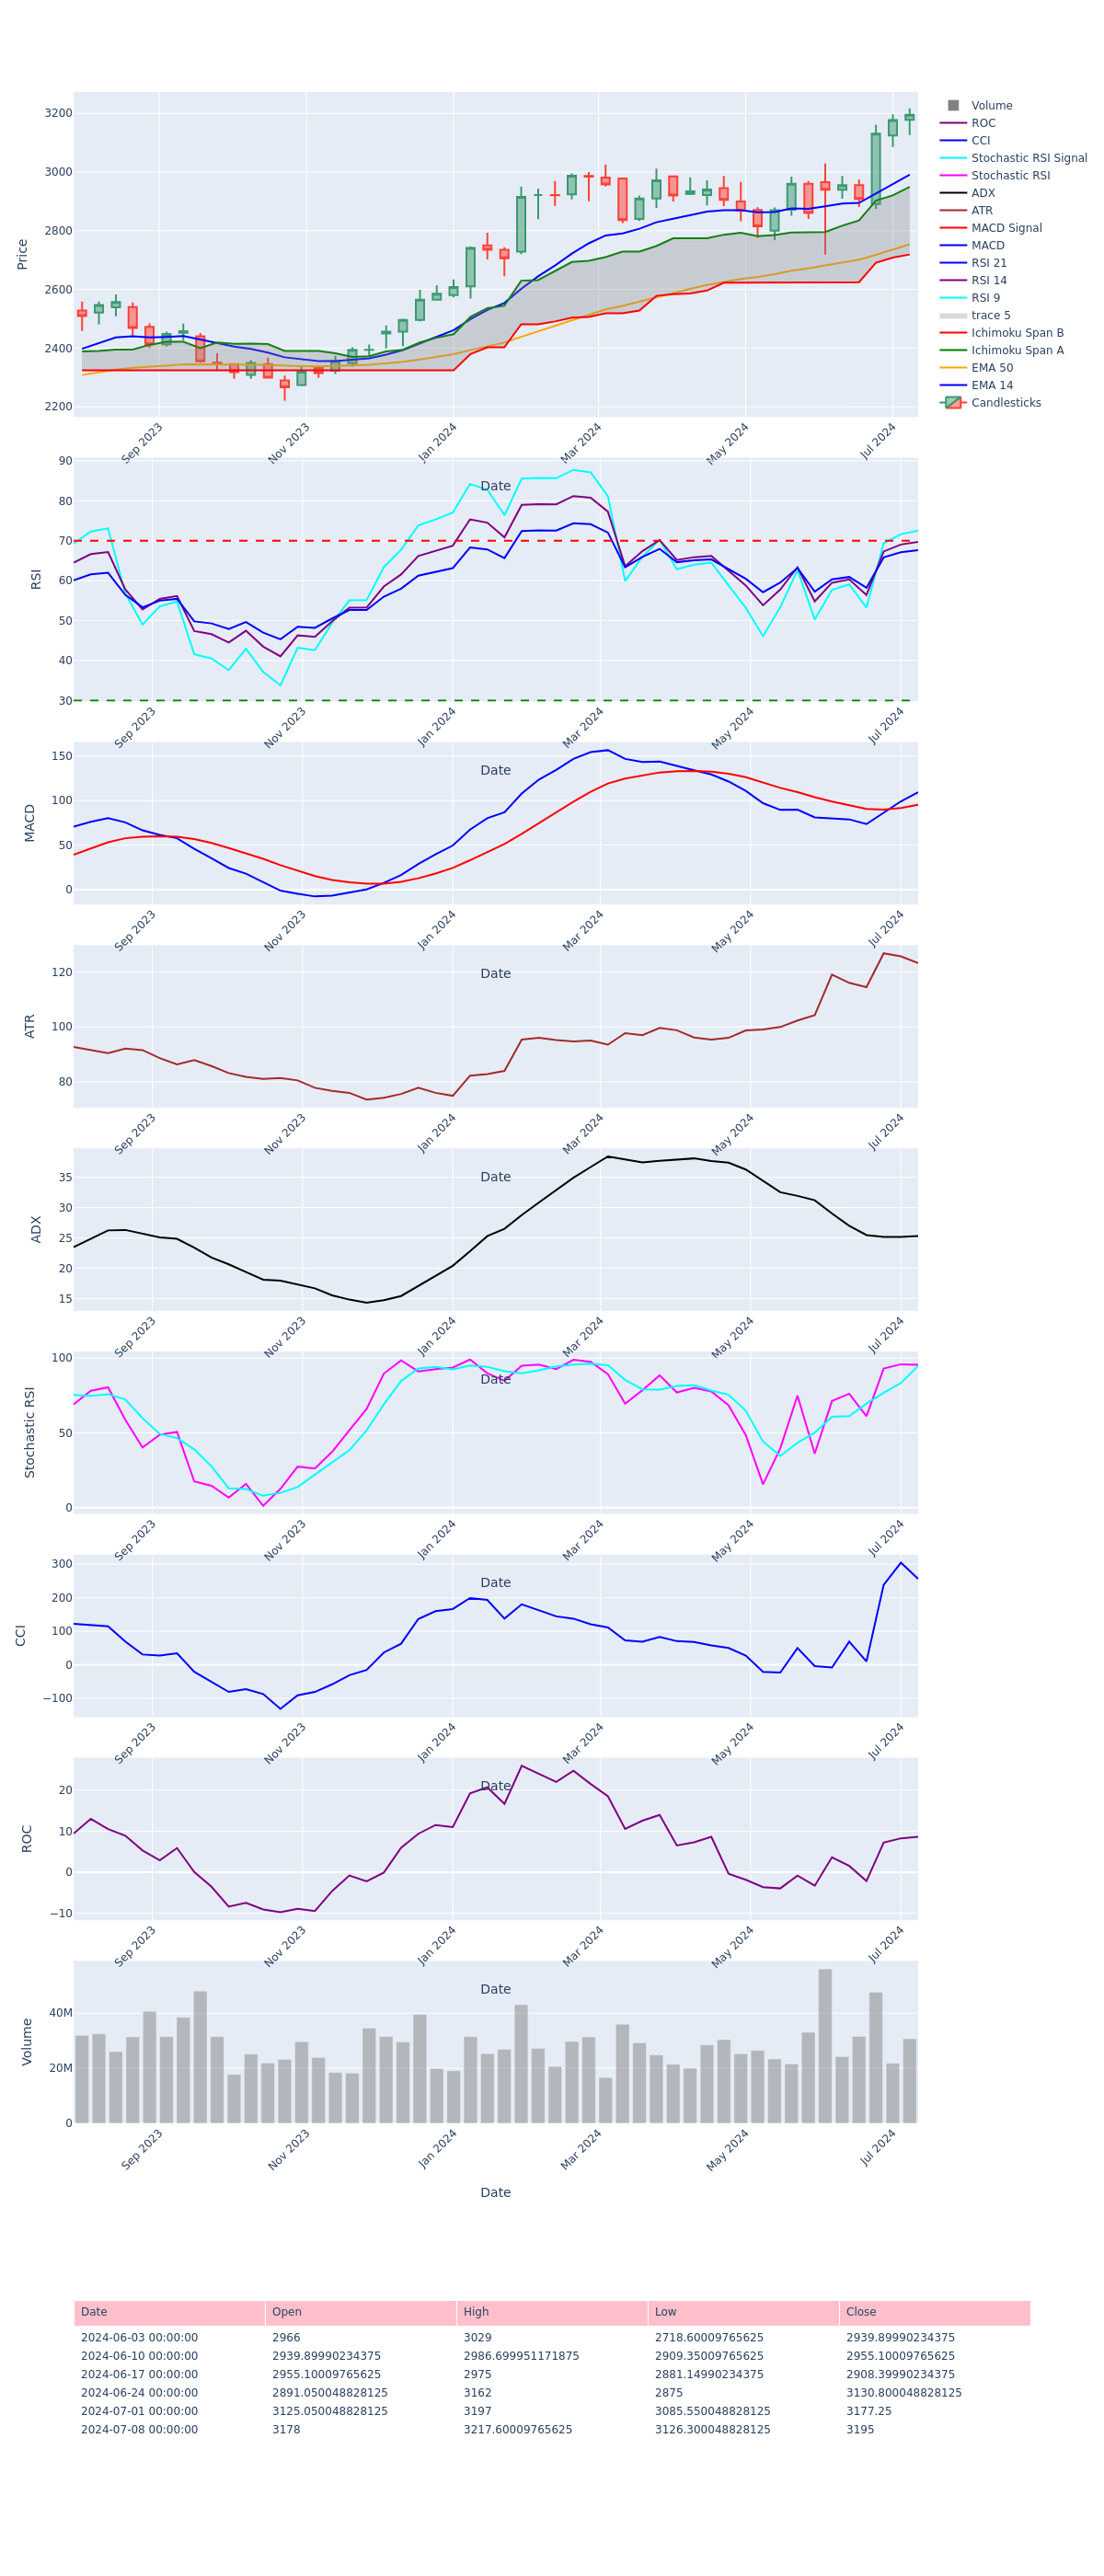 3200
3000
2800
2600
2400
2200
Price
Sep 2023
Nov 2023
Jan 2024
Mar 2024
May 2024
Jul 2024
Date
Volume
ROC
CCI
Stochastic RSI Signal
Stochastic RSI
ADX
ATR
MACD Signal
MACD
RSI 21
RSI 14
RSI 9
trace 5
Ichimoku Span B
Ichimoku Span A
EMA 50
EMA 14
Candlesticks
90
80
70
60
50
40
30
RSI
Sep 2023
Nov 2023
Jan 2024
Mar 2024
May 2024
Jul 2024
Date
150
100
50
0
MACD
Sep 2023
Nov 2023
Jan 2024
Mar 2024
May 2024
Jul 2024
Date
120
100
80
ATR
Sep 2023
Nov 2023
Jan 2024
Mar 2024
May 2024
Jul 2024
Date
35
30
25
20
15
ADX
Sep 2023
Nov 2023
Jan 2024
Mar 2024
May 2024
Jul 2024
Date
100
50
0
Stochastic RSI
Sep 2023
Nov 2023
Jan 2024
Mar 2024
May 2024
Jul 2024
Date
300
200
100
0
−100
CCI
Sep 2023
Nov 2023
Jan 2024
Mar 2024
May 2024
Jul 2024
Date
20
10
0
−10
ROC
Sep 2023
Nov 2023
Jan 2024
Mar 2024
May 2024
Jul 2024
Date
40M
20M
0
Volume
Sep 2023
Nov 2023
Jan 2024
Mar 2024
May 2024
Jul 2024
Date
Date Open High Low Close
2024-06-03 00:00:00 2966 3029 2718.60009765625 2939.89990234375
2024-06-10 00:00:00 2939.89990234375 2986.699951171875 2909.35009765625 2955.10009765625
2024-06-17 00:00:00 2955.10009765625 2975 2881.14990234375 2908.39990234375
2024-06-24 00:00:00 2891.050048828125 3162 2875 3130.800048828125
2024-07-01 00:00:00 3125.050048828125 3197 3085.550048828125 3177.25
2024-07-08 00:00:00 3178 3217.60009765625 3126.300048828125 3195